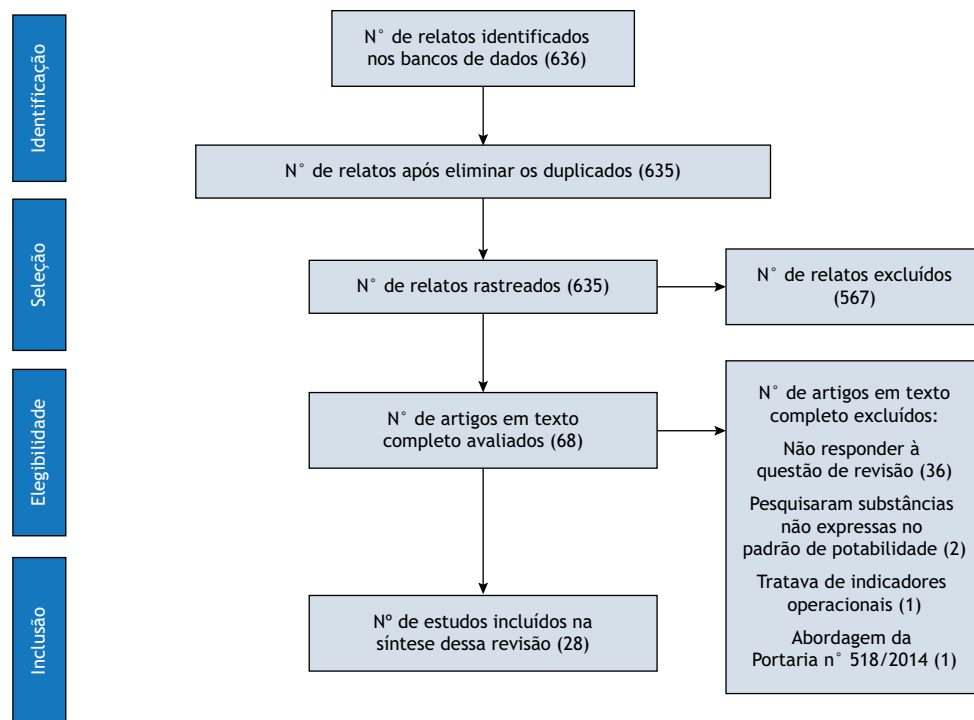 Identificação
N° de relatos identificados
nos bancos de dados (636)
N° de relatos após eliminar os duplicados (635)
Seleção
N° de relatos rastreados (635)
N° de relatos excluídos
(567)
Elegibilidade
N° de artigos em texto
completo avaliados (68)
N° de artigos em texto
completo excluídos:
Não responder à
questão de revisão (36)
Pesquisaram substâncias
não expressas no
padrão de potabilidade (2)
Tratava de indicadores
operacionais (1)
Abordagem da
Portaria n° 518/2014 (1)
Inclusão
Nº de estudos incluídos na
síntese dessa revisão (28)